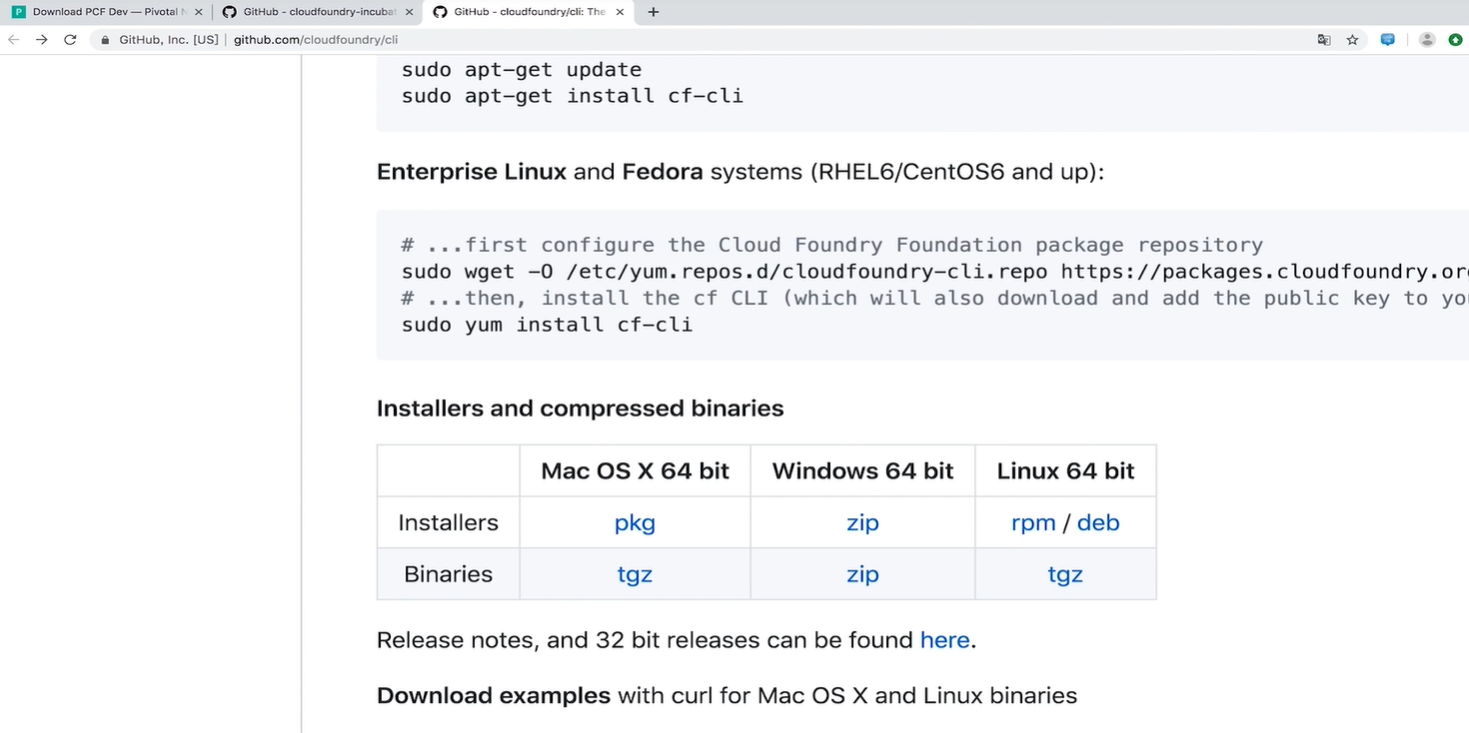 Download PCF Dev — Pivotal
GitHub - cloudfoundry-incuba
GitHub - cloudfoundry/cli: The
GitHub, Inc. [US] | github.com/cloudfoundry/cli
sudo apt-get update
sudo apt-get install cf-cli
Enterprise Linux and Fedora systems (RHEL6/CentOS6 and up):
# ...first configure the Cloud Foundry Foundation package repository
sudo wget -O /etc/yum.repos.d/cloudfoundry-cli.repo https://packages.cloudfoundry.or
# ...then, install the cf CLI (which will also download and add the public key to yo
sudo yum install cf-cli
Installers and compressed binaries
Mac OS X 64 bit Windows 64 bit Linux 64 bit
Installers pkg zip rpm / deb
Binaries tgz zip tgz
Release notes, and 32 bit releases can be found here.
Download examples with curl for Mac OS X and Linux binaries